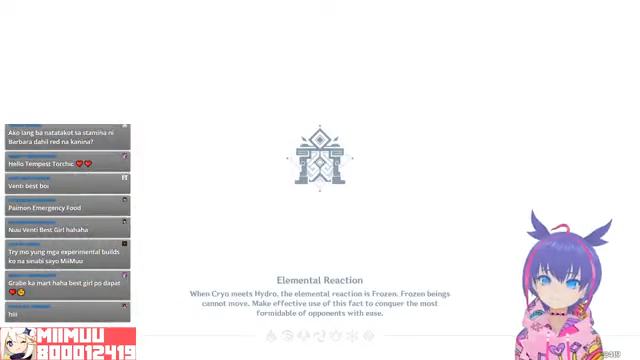 Ako lang ba natatakot sa stamina ni
Barbara dahil red na kanina?
Hello Tempest Torchic
Venti best boi
Paimon Emergency Food
Nuu Venti Best Girl hahaha
Try mo yung mga experimental builds
ko na sinabi sayo MiiMuu
Grabe ka mart haha best girl po dapat
hiii
MIIMUU
800012419
Elemental Reaction
When Cryo meets Hydro, the elemental reaction is Frozen. Frozen beings
cannot move. Make effective use of this fact to conquer the most
formidable of opponents with ease.